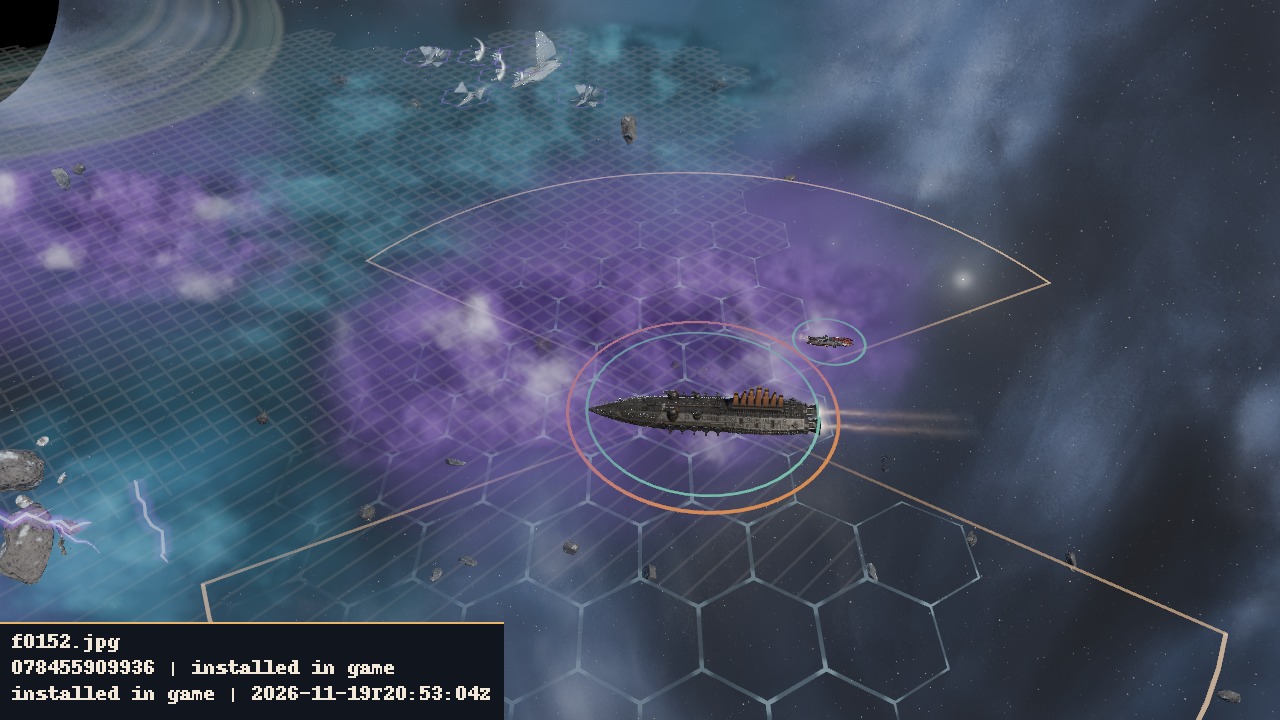 f0152.jpg
078455909936 | installed in game
installed in game | 2026-11-19T20:53:04Z